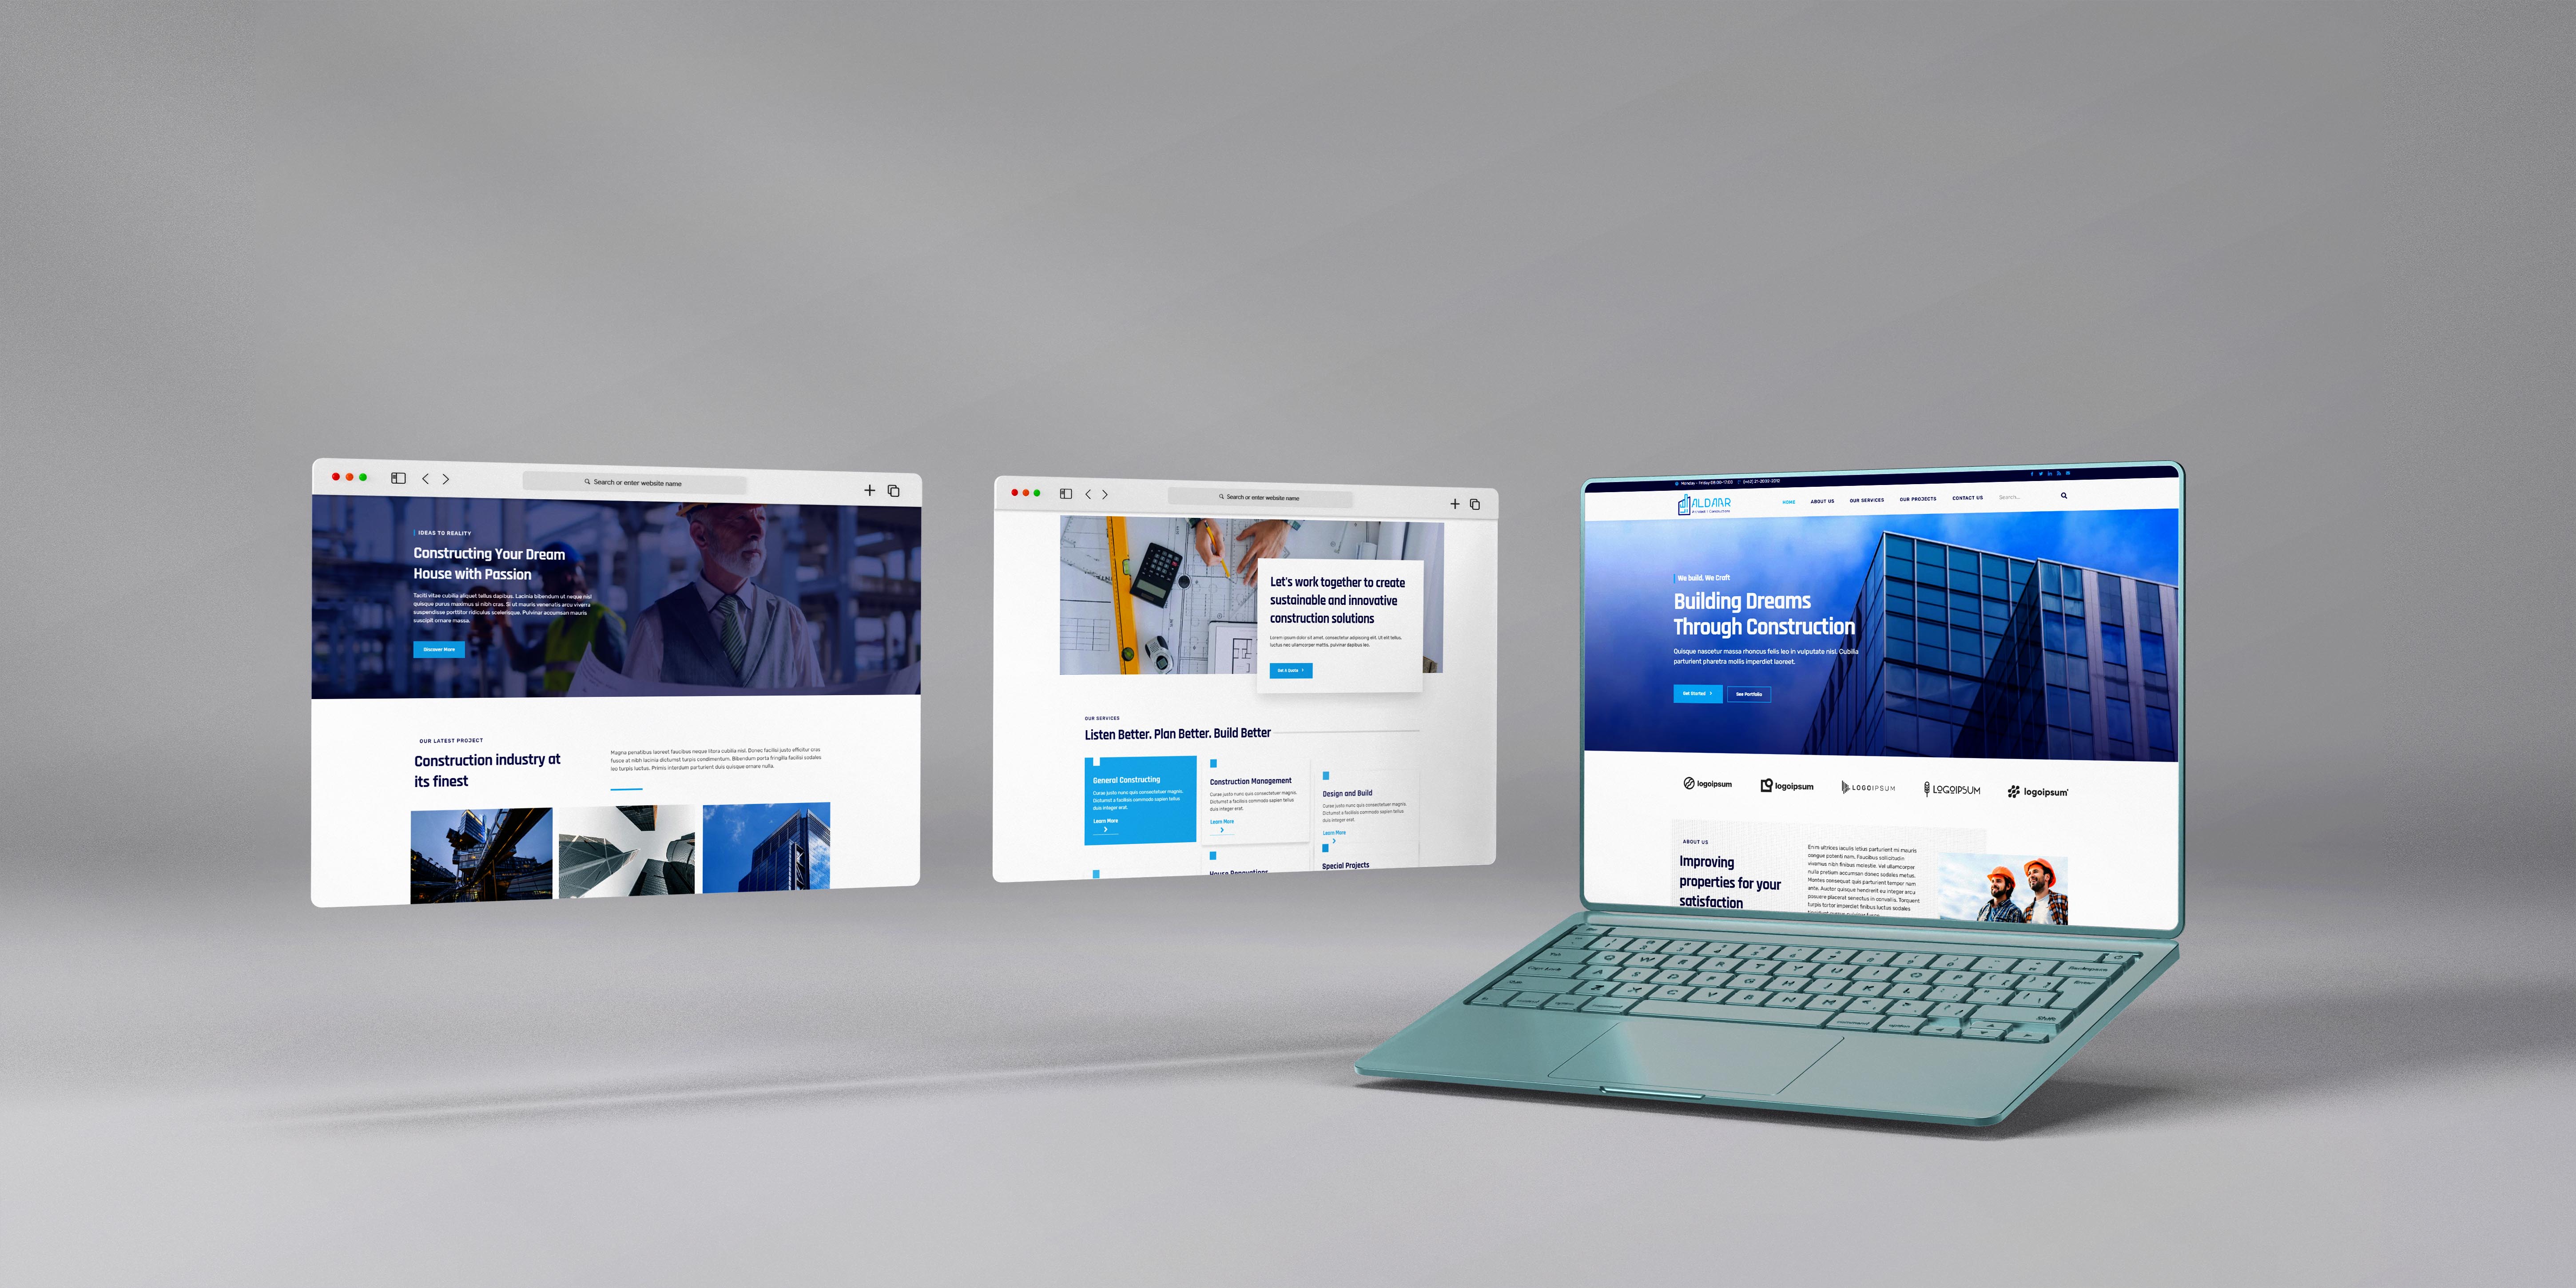 Search or enter website name
IDEAS TO REALITY
Constructing Your Dream
House with Passion
Taciti vitae cubilia aliquet tellus dapibus. Lacinia bibendum ut neque nisl
quisque purus maximus si nibh cras. Si ut mauris venenatis arcu viverra
suspendisse porttitor ridiculus scelerisque. Pulvinar accumsan mauris
suscipit ornare massa.
Discover More
OUR LATEST PROJECT
Construction industry at
its finest
Magna penatibus laoreet faucibus neque litora cubilia nisl. Donec facilisi justo efficitur cras
fusce at nibh lacinia dictumst turpis condimentum. Bibendum porta fringilla facilisi sodales
leo turpis luctus. Primis interdum parturient duis quisque ornare nulla.
Search or enter website name
Let's work together to create
sustainable and innovative
construction solutions
Lorem ipsum dolor sit amet, consectetur adipiscing elit. Ut elit tellus,
luctus nec ullamcorper mattis, pulvinar dapibus leo.
Get A Quote
OUR SERVICES
Listen Better. Plan Better. Build Better
General Constructing
Curae justo nunc quis consectetuer magnis.
Dictumst a facilisis commodo sapien tellus
duis integer erat.
Learn More
Construction Management
Curae justo nunc quis consectetuer magnis.
Dictumst a facilisis commodo sapien tellus
duis integer erat.
Learn More
Design and Build
Curae justo nunc quis consectetuer magnis.
Dictumst a facilisis commodo sapien tellus
duis integer erat.
Learn More
House Renovations
Special Projects
Monday - Friday 08:00-17:00
ALDARR
HOME ABOUT US OUR SERVICES OUR PROJECTS CONTACT US Search...
We build, We Craft
Building Dreams
Through Construction
Quisque nascetur massa rhoncus felis leo in vulputate nisl. Cubilia
parturient pharetra mollis imperdiet laoreet.
Get Started
See Portfolio
logoipsum logoipsum LOGOIPSUM LOGOIPSUM logoipsum
ABOUT US
Improving
properties for your
satisfaction
Enim ultrices iaculis letius parturient mi mauris
congue potenti nam. Faucibus sollicitudin
vivamus nibh finibus molestie. Vel ullamcorper
nulla pretium accumsan donec sodales metus.
Montes consequat quis parturient tempor nam
ante. Auctor quisque hendrerit eu integer arcu
posuere placerat senectus in convallis. Torquent
turpis tortor imperdiet finibus luctus sodales